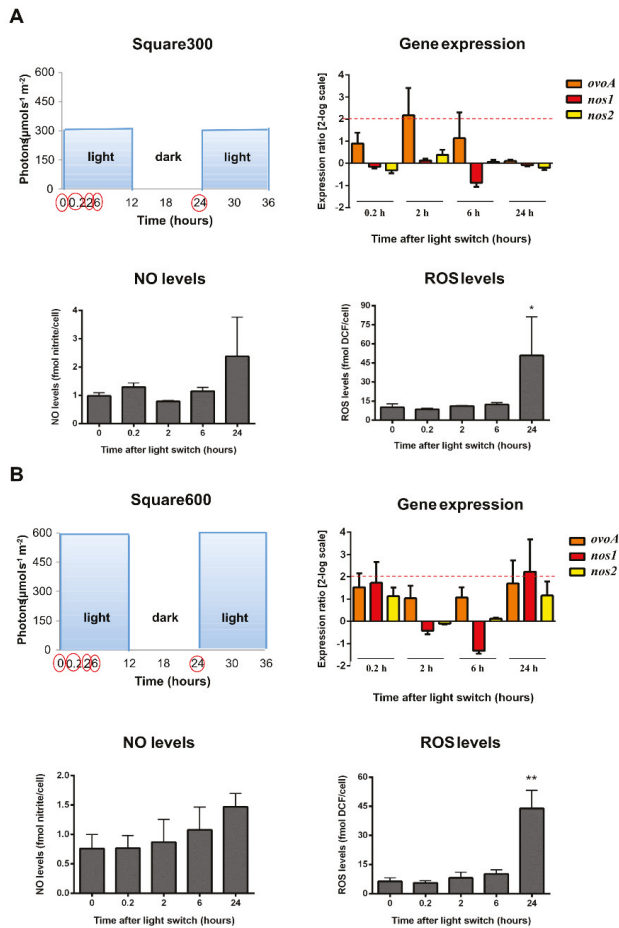 A
Square300
Photons(μmols⁻¹ m⁻²)
600
450
300
150
0
light
dark
light
0 0.2 2 6 12 24 30 36
Time (hours)
Gene expression
Expression ratio [2-log scale]
4
3
2
1
0
-1
-2
ovoA
nos1
nos2
0.2 h
2 h
6 h
24 h
Time after light switch (hours)
NO levels
NO levels (fmol nitrite/cell)
4
3
2
1
0
0 0.2 2 6 24
Time after light switch (hours)
ROS levels
ROS levels (fmol DCF/cell)
90
75
60
45
30
15
0
*
0 0.2 2 6 24
Time after light switch (hours)
B
Square600
Photons(μmols⁻¹ m⁻²)
600
450
300
150
0
light
dark
light
0 0.2 2 6 12 24 30 36
Time (hours)
Gene expression
Expression ratio [2-log scale]
4
3
2
1
0
-1
-2
ovoA
nos1
nos2
0.2 h
2 h
6 h
24 h
Time after light switch (hours)
NO levels
NO levels (fmol nitrite/cell)
2.0
1.5
1.0
0.5
0.0
0 0.2 2 6 24
Time after light switch (hours)
ROS levels
ROS levels (fmol DCF/cell)
60
45
30
15
0
**
0 0.2 2 6 24
Time after light switch (hours)